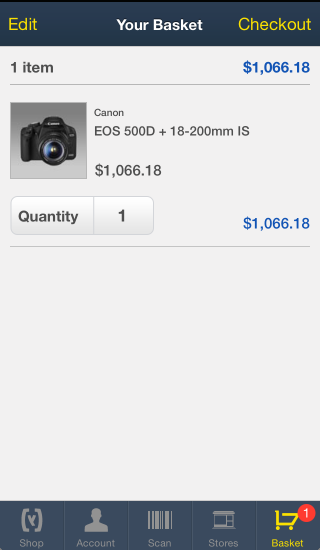 Edit Your Basket Checkout
1 item $1,066.18
Canon
EOS 500D + 18-200mm IS
$1,066.18
Quantity 1 $1,066.18
Shop Account Scan Stores Basket 1